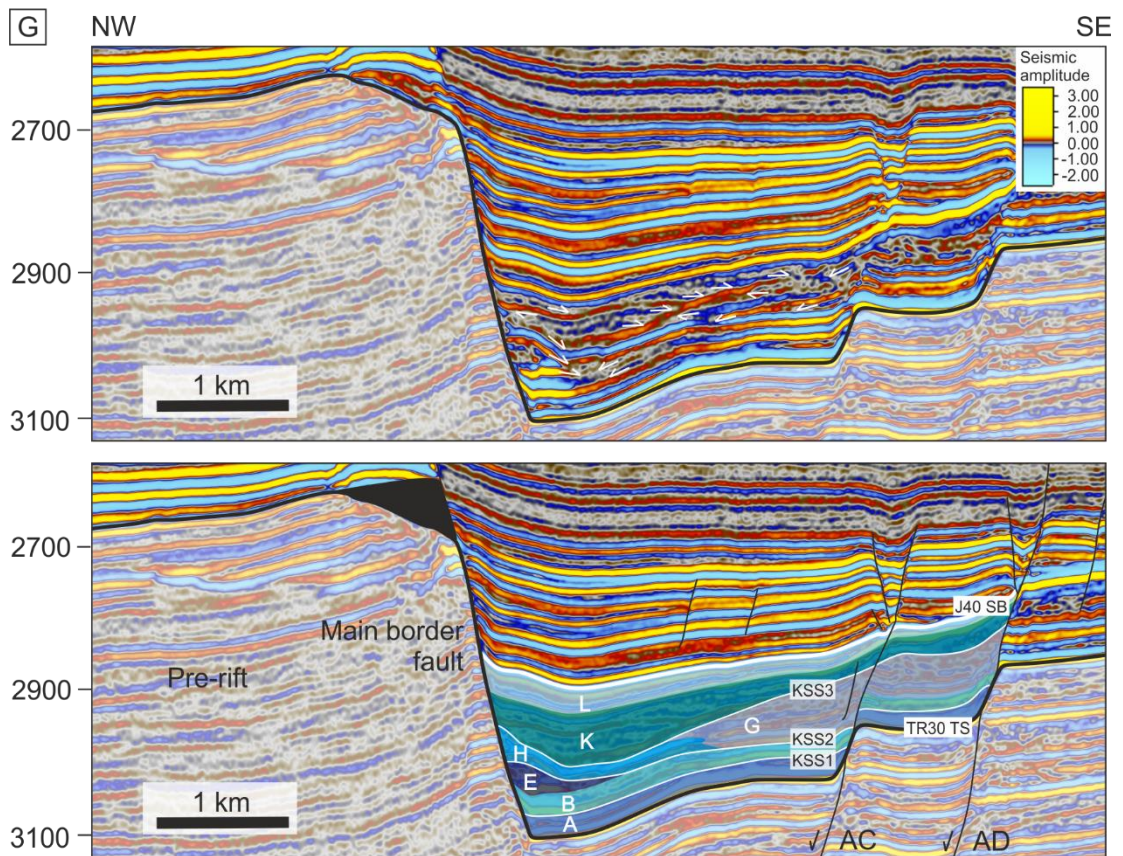 G
NW
SE
Seismic
amplitude
3.00
2.00
1.00
0.00
-1.00
-2.00
2700
2900
3100
1 km
2700
2900
3100
Main border
fault
Pre-rift
J40 SB
KSS3
KSS2
KSS1
TR30 TS
L
K
G
H
E
B
A
1 km
AC
AD